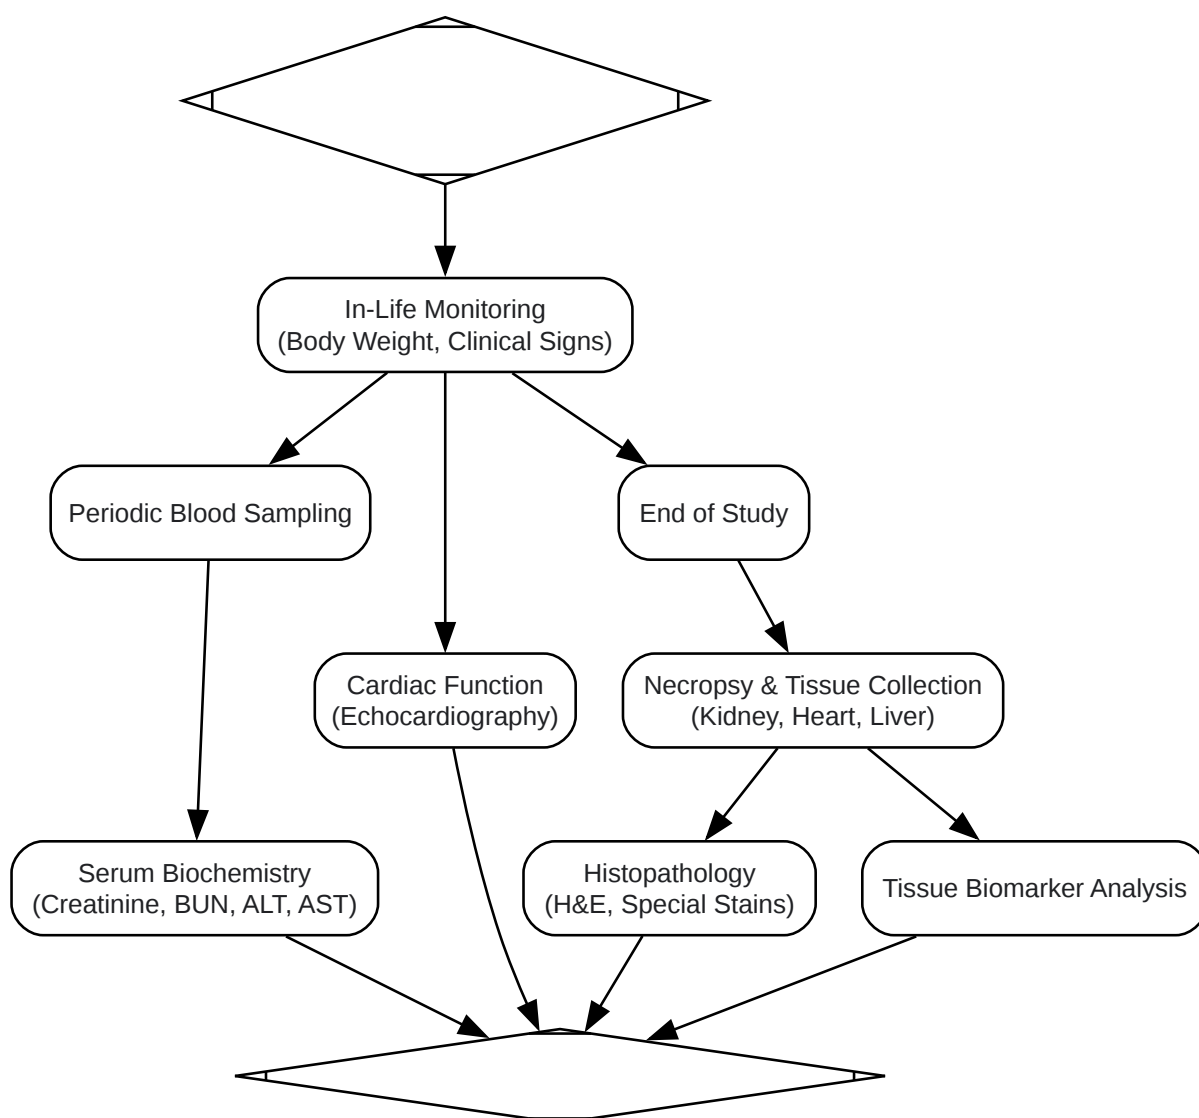 In-Life Monitoring
(Body Weight, Clinical Signs)
Periodic Blood Sampling
End of Study
Cardiac Function
(Echocardiography)
Necropsy & Tissue Collection
(Kidney, Heart, Liver)
Serum Biochemistry
(Creatinine, BUN, ALT, AST)
Histopathology
(H&E, Special Stains)
Tissue Biomarker Analysis